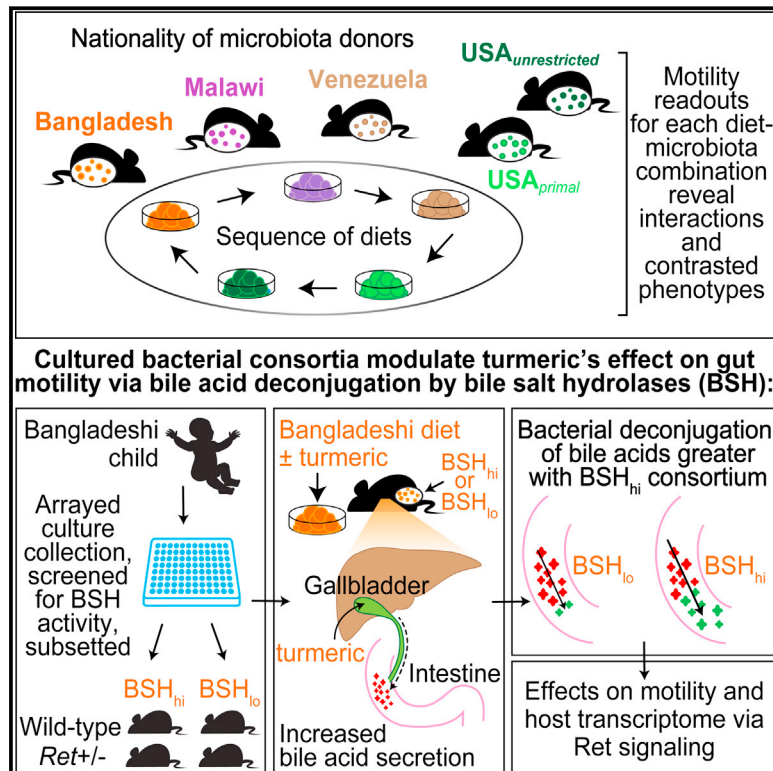 Nationality of microbiota donors
Bangladesh
Malawi
Venezuela
USAunrestricted
USAprimal
Sequence of diets
Motility
readouts
for each diet-
microbiota
combination
reveal
interactions
and
contrasted
phenotypes
Cultured bacterial consortia modulate turmeric's effect on gut
motility via bile acid deconjugation by bile salt hydrolases (BSH):
Bangladeshi
child
Arrayed
culture
collection,
screened
for BSH
activity,
subsetted
BSHhi BSHlo
Wild-type
Ret+/-
Bangladeshi diet
± turmeric
BSHhi
or
BSHlo
Gallbladder
turmeric
Intestine
Increased
bile acid secretion
Bacterial deconjugation
of bile acids greater
with BSHhi consortium
BSHlo
BSHhi
Effects on motility and
host transcriptome via
Ret signaling